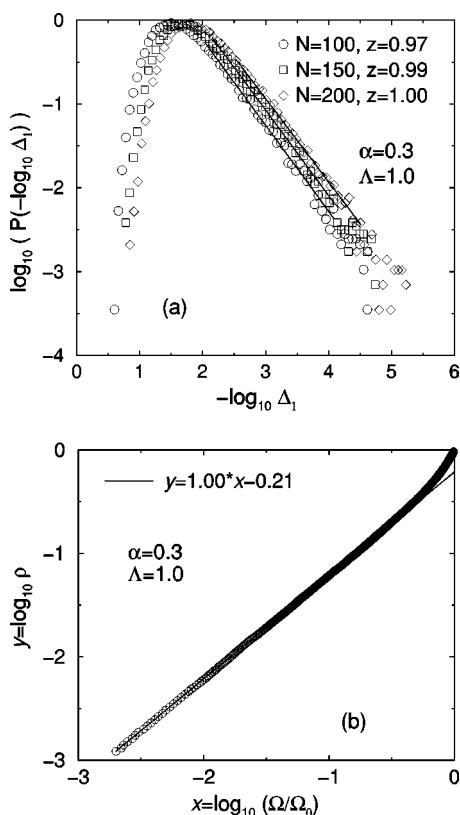 0
−1
−2
−3
−4
log₁₀ ( P(−log₁₀ Δ₁) )
N=100, z=0.97
N=150, z=0.99
N=200, z=1.00
α=0.3
Λ=1.0
(a)
0 1 2 3 4 5 6
−log₁₀ Δ₁
0
−1
−2
−3
y=log₁₀ ρ
y=1.00*x−0.21
α=0.3
Λ=1.0
(b)
−3 −2 −1 0
x=log₁₀ (Ω/Ω₀)